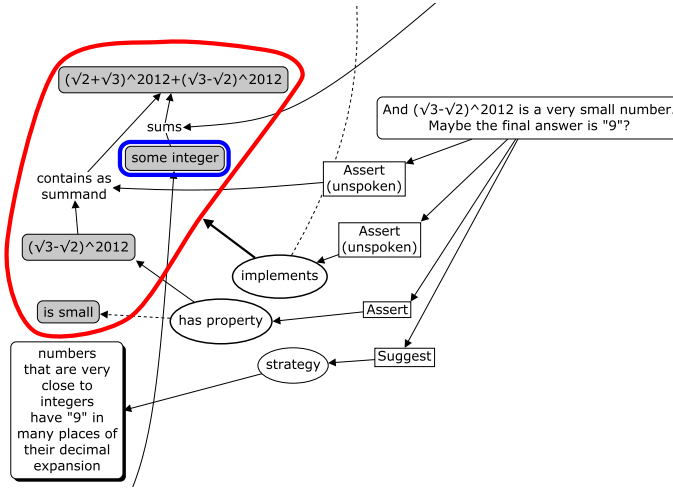 (√2+√3)^2012+(√3-√2)^2012
And (√3-√2)^2012 is a very small number.
Maybe the final answer is "9"?
sums
some integer
contains as
summand
Assert
(unspoken)
(√3-√2)^2012
Assert
(unspoken)
implements
is small
has property
Assert
numbers
that are very
close to
integers
have "9" in
many places of
their decimal
expansion
strategy
Suggest